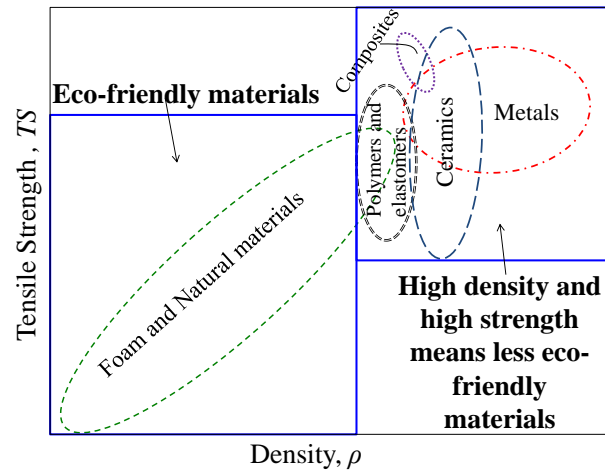 Tensile Strength , TS
Eco-friendly materials
Composites
Polymers and
elastomers
Ceramics
Metals
Foam and Natural materials
High density and
high strength
means less eco-
friendly
materials
Density, ρ